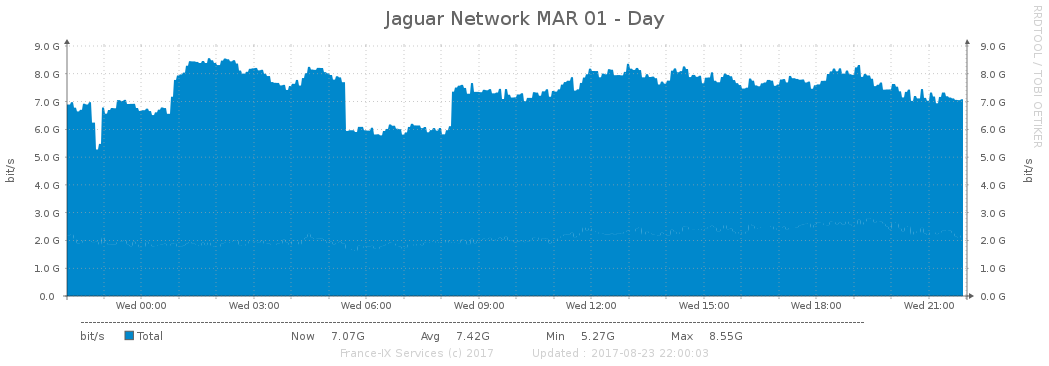 Jaguar Network MAR 01 - Day
RRDTOOL / TOBI OETIKER
9.0 G 9.0 G
8.0 G 8.0 G
7.0 G 7.0 G
6.0 G 6.0 G
5.0 G 5.0 G
4.0 G 4.0 G
3.0 G 3.0 G
2.0 G 2.0 G
1.0 G 1.0 G
0.0 0.0 G
bit/s
bit/s
Wed 00:00 Wed 03:00 Wed 06:00 Wed 09:00 Wed 12:00 Wed 15:00 Wed 18:00 Wed 21:00
bit/s Total Now 7.07G Avg 7.42G Min 5.27G Max 8.55G
France-IX Services (c) 2017 Updated : 2017-08-23 22:00:03